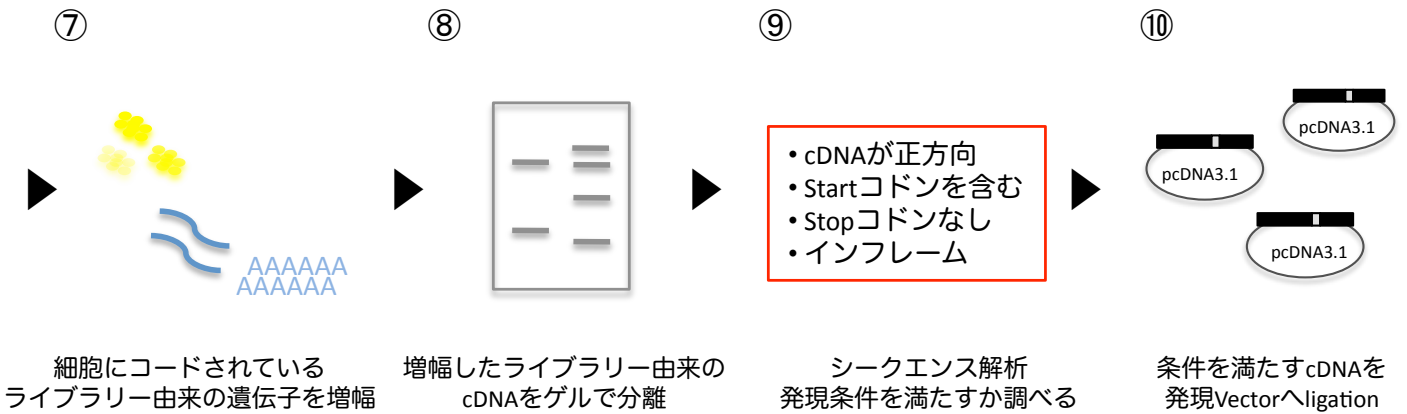 ⑦
⑧
⑨
⑩
AAAAAA
AAAAAA
• cDNAが正方向
• Startコドンを含む
• Stopコドンなし
• インフレーム
pcDNA3.1
pcDNA3.1
pcDNA3.1
細胞にコードされている
ライブラリー由来の遺伝子を増幅
増幅したライブラリー由来の
cDNAをゲルで分離
シークエンス解析
発現条件を満たすか調べる
条件を満たすcDNAを
発現Vectorへligation